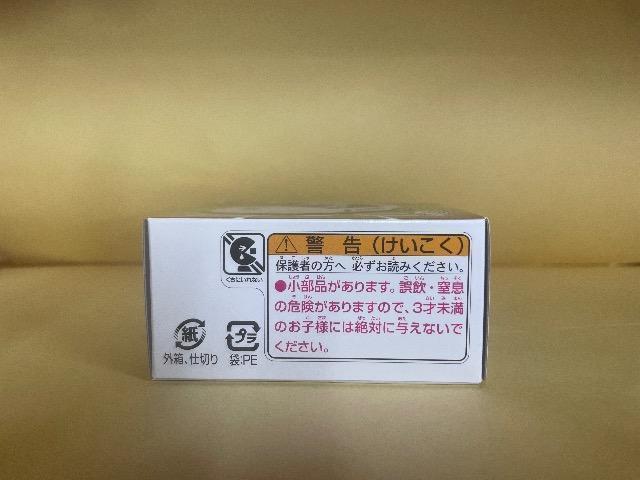 ⚠警告(けいこく)
保護者の方へ 必ずお読みください。
●小部品があります。誤飲・窒息
の危険がありますので、3才未満
のお子様には絶対に与えないで
ください。
くちにいれない
紙
外箱、仕切り
プラ
袋:PE